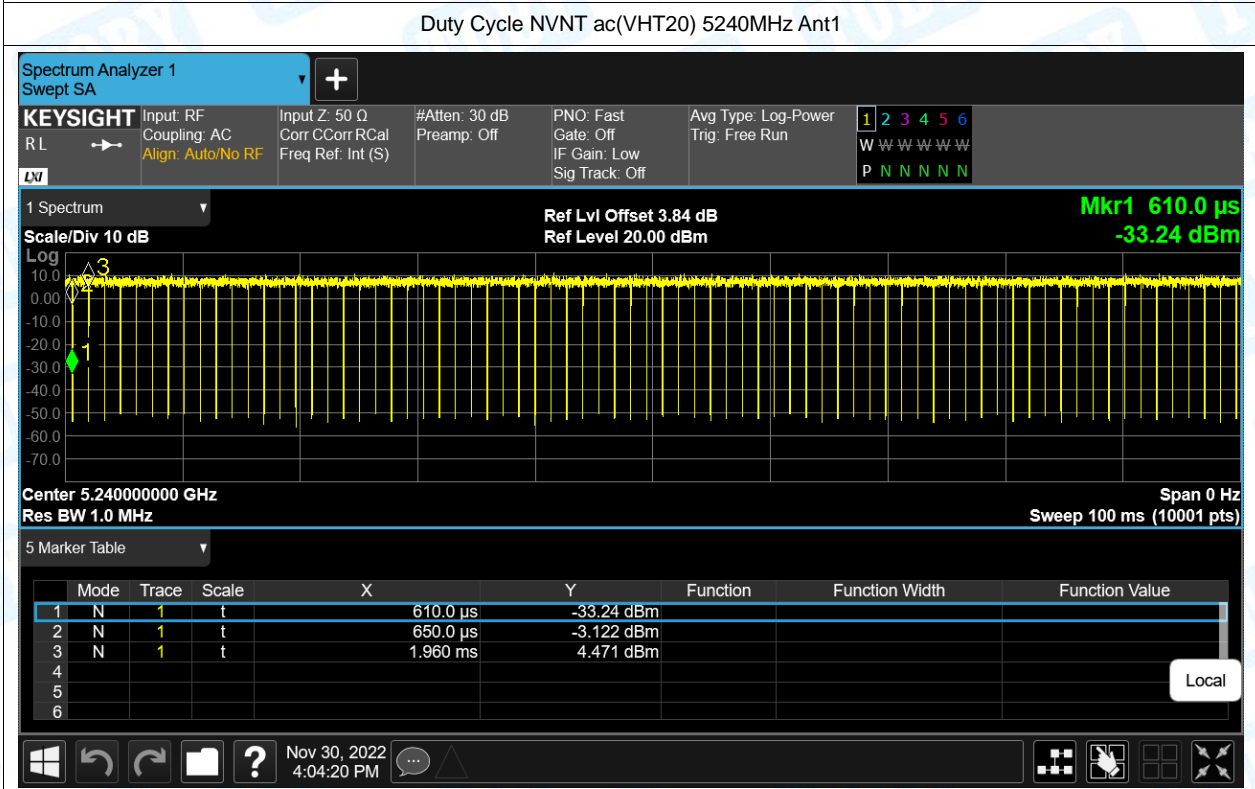 Duty Cycle NVNT ac(VHT20) 5240MHz Ant1
Spectrum Analyzer 1
Swept SA
KEYSIGHT
R L
LXI
Input: RF
Coupling: AC
Align: Auto/No RF
Input Z: 50 Ω
Corr CCorr RCal
Freq Ref: Int (S)
#Atten: 30 dB
Preamp: Off
PNO: Fast
Gate: Off
IF Gain: Low
Sig Track: Off
Avg Type: Log-Power
Trig: Free Run
1 2 3 4 5 6
W W W W W W
P N N N N N
1 Spectrum
Scale/Div 10 dB
Ref Lvl Offset 3.84 dB
Ref Level 20.00 dBm
Mkr1 610.0 µs
-33.24 dBm
Log
10.0
0.00
-10.0
-20.0
-30.0
-40.0
-50.0
-60.0
-70.0
3
2
1
Center 5.240000000 GHz
Span 0 Hz
Res BW 1.0 MHz
Sweep 100 ms (10001 pts)
5 Marker Table
Mode Trace Scale X Y Function Function Width Function Value
1 N 1 t 610.0 µs -33.24 dBm
2 N 1 t 650.0 µs -3.122 dBm
3 N 1 t 1.960 ms 4.471 dBm
4
5
6
Local
?
Nov 30, 2022
4:04:20 PM